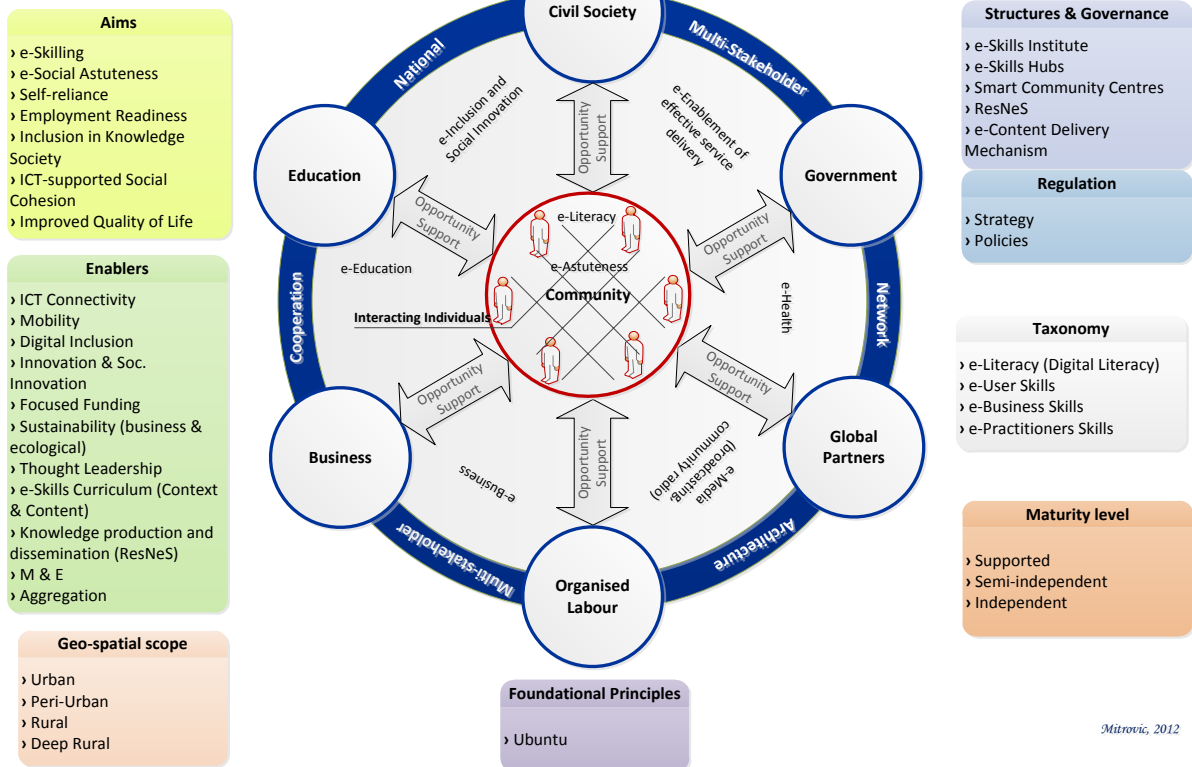 Aims
› e-Skilling
› e-Social Astuteness
› Self-reliance
› Employment Readiness
› Inclusion in Knowledge
Society
› ICT-supported Social
Cohesion
› Improved Quality of Life
Enablers
› ICT Connectivity
› Mobility
› Digital Inclusion
› Innovation & Soc.
Innovation
› Focused Funding
› Sustainability (business &
ecological)
› Thought Leadership
› e-Skills Curriculum (Context
& Content)
› Knowledge production and
dissemination (ResNeS)
› M & E
› Aggregation
Geo-spatial scope
› Urban
› Peri-Urban
› Rural
› Deep Rural
Civil Society
National
Multi-Stakeholder
e-Inclusion and
Social Innovation
Opportunity
Support
e-Enablement of
effective service
delivery
Education
Government
Opportunity
Support
e-Literacy
Opportunity
Support
e-Education
e-Astuteness
Community
e-Health
Cooperation
Network
Interacting Individuals
Opportunity
Support
Opportunity
Support
Business
Global
Partners
e-Business
Opportunity
Support
e-Media
(broadcasting,
community radio)
Multi-stakeholder
Architecture
Organised
Labour
Foundational Principles
› Ubuntu
Structures & Governance
› e-Skills Institute
› e-Skills Hubs
› Smart Community Centres
› ResNeS
› e-Content Delivery
Mechanism
Regulation
› Strategy
› Policies
Taxonomy
› e-Literacy (Digital Literacy)
› e-User Skills
› e-Business Skills
› e-Practitioners Skills
Maturity level
› Supported
› Semi-independent
› Independent
Mitrovic, 2012